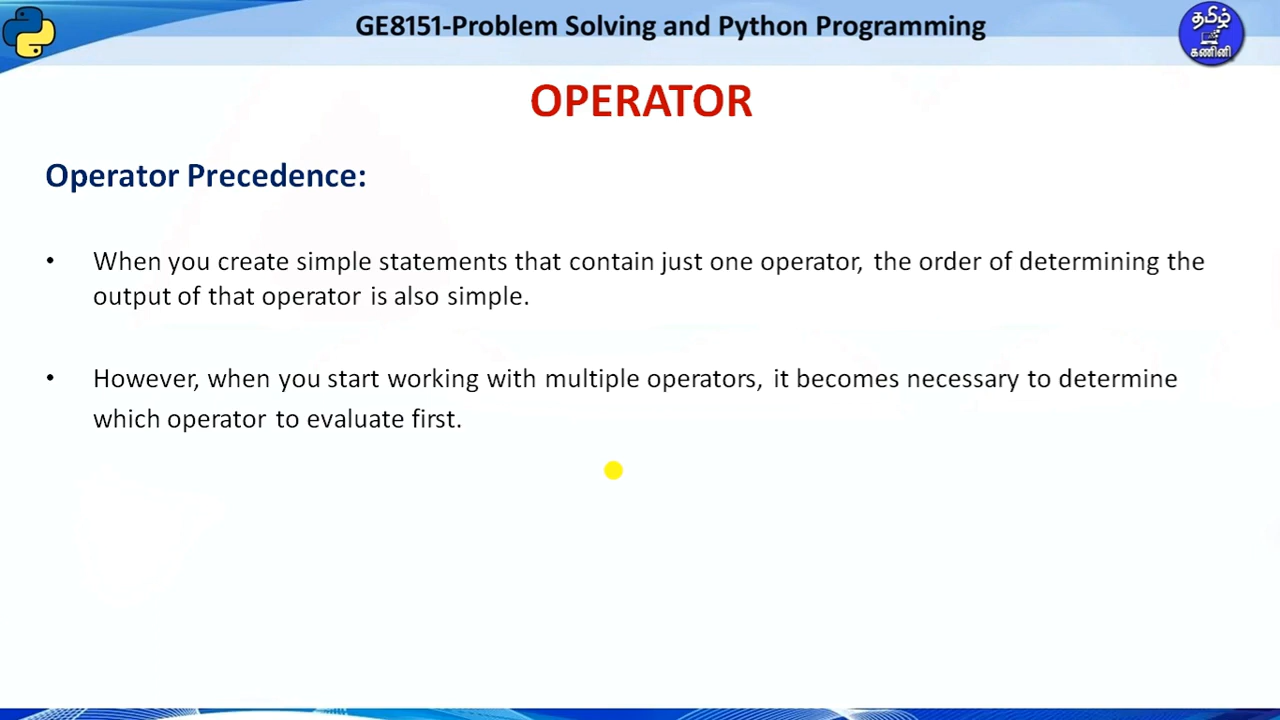 GE8151-Problem Solving and Python Programming
தமிழ்
கணினி
OPERATOR
Operator Precedence:
• When you create simple statements that contain just one operator, the order of determining the
output of that operator is also simple.
• However, when you start working with multiple operators, it becomes necessary to determine
which operator to evaluate first.